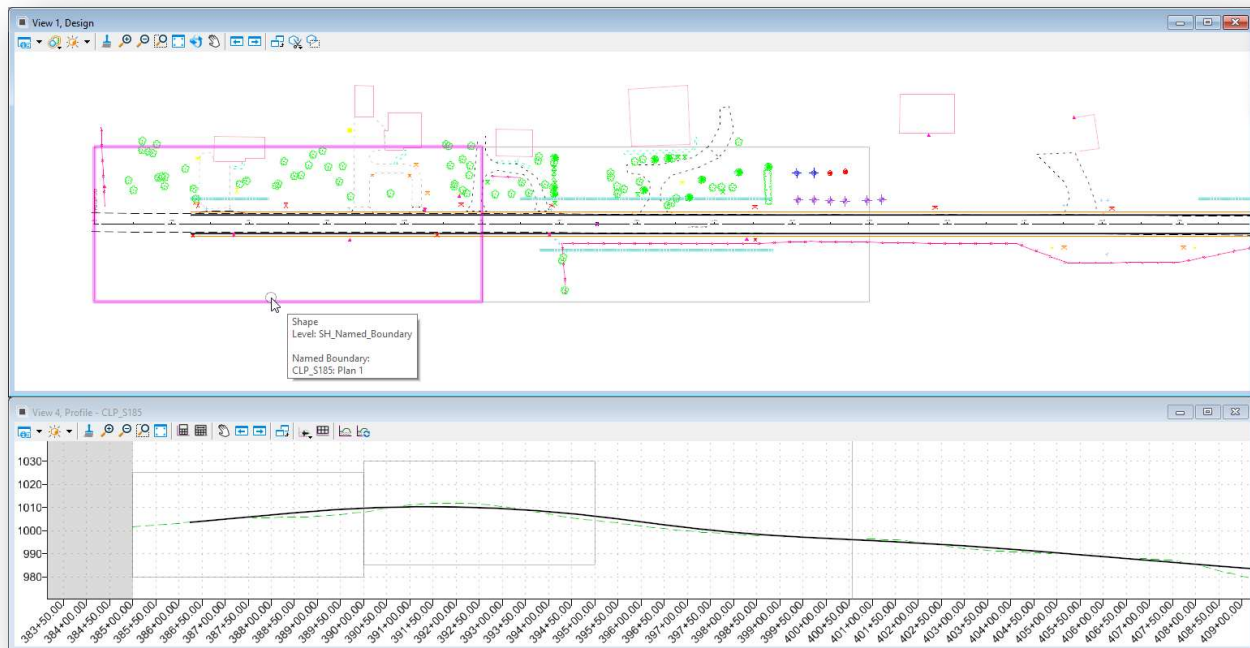 View 1, Design
Shape
Level: SH_Named_Boundary
Named Boundary:
CLP_S185: Plan 1
View 4, Profile - CLP_S185
1030
1020
1010
1000
990
980
383+50.00 384+00.00 384+50.00 385+00.00 385+50.00 386+00.00 386+50.00 387+00.00 387+50.00 388+00.00 388+50.00 389+00.00 389+50.00 390+00.00 390+50.00 391+00.00 391+50.00 392+00.00 392+50.00 393+00.00 393+50.00 394+00.00 394+50.00 395+00.00 395+50.00 396+00.00 396+50.00 397+00.00 397+50.00 398+00.00 398+50.00 399+00.00 399+50.00 400+00.00 400+50.00 401+00.00 401+50.00 402+00.00 402+50.00 403+00.00 403+50.00 404+00.00 404+50.00 405+00.00 405+50.00 406+00.00 406+50.00 407+00.00 407+50.00 408+00.00 408+50.00 409+00.00